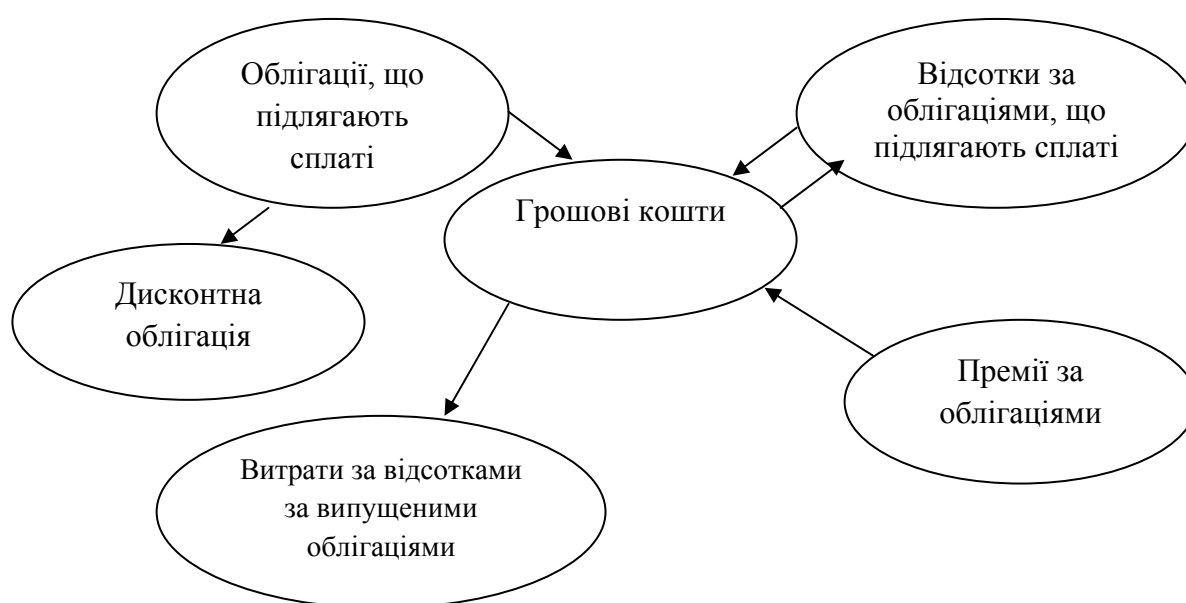 Облігації, що
підлягають
сплаті
Відсотки за
облігаціями, що
підлягають сплаті
Грошові кошти
Дисконтна
облігація
Премії за
облігаціями
Витрати за відсотками
за випущеними
облігаціями